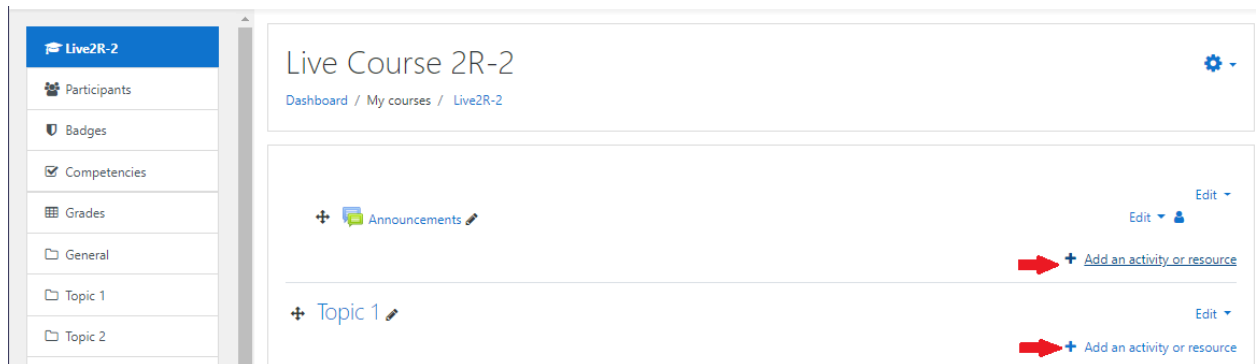 Live2R-2
Participants
Badges
Competencies
Grades
General
Topic 1
Topic 2
Live Course 2R-2
Dashboard / My courses / Live2R-2
Edit
Announcements
Edit
Add an activity or resource
Topic 1
Edit
Add an activity or resource